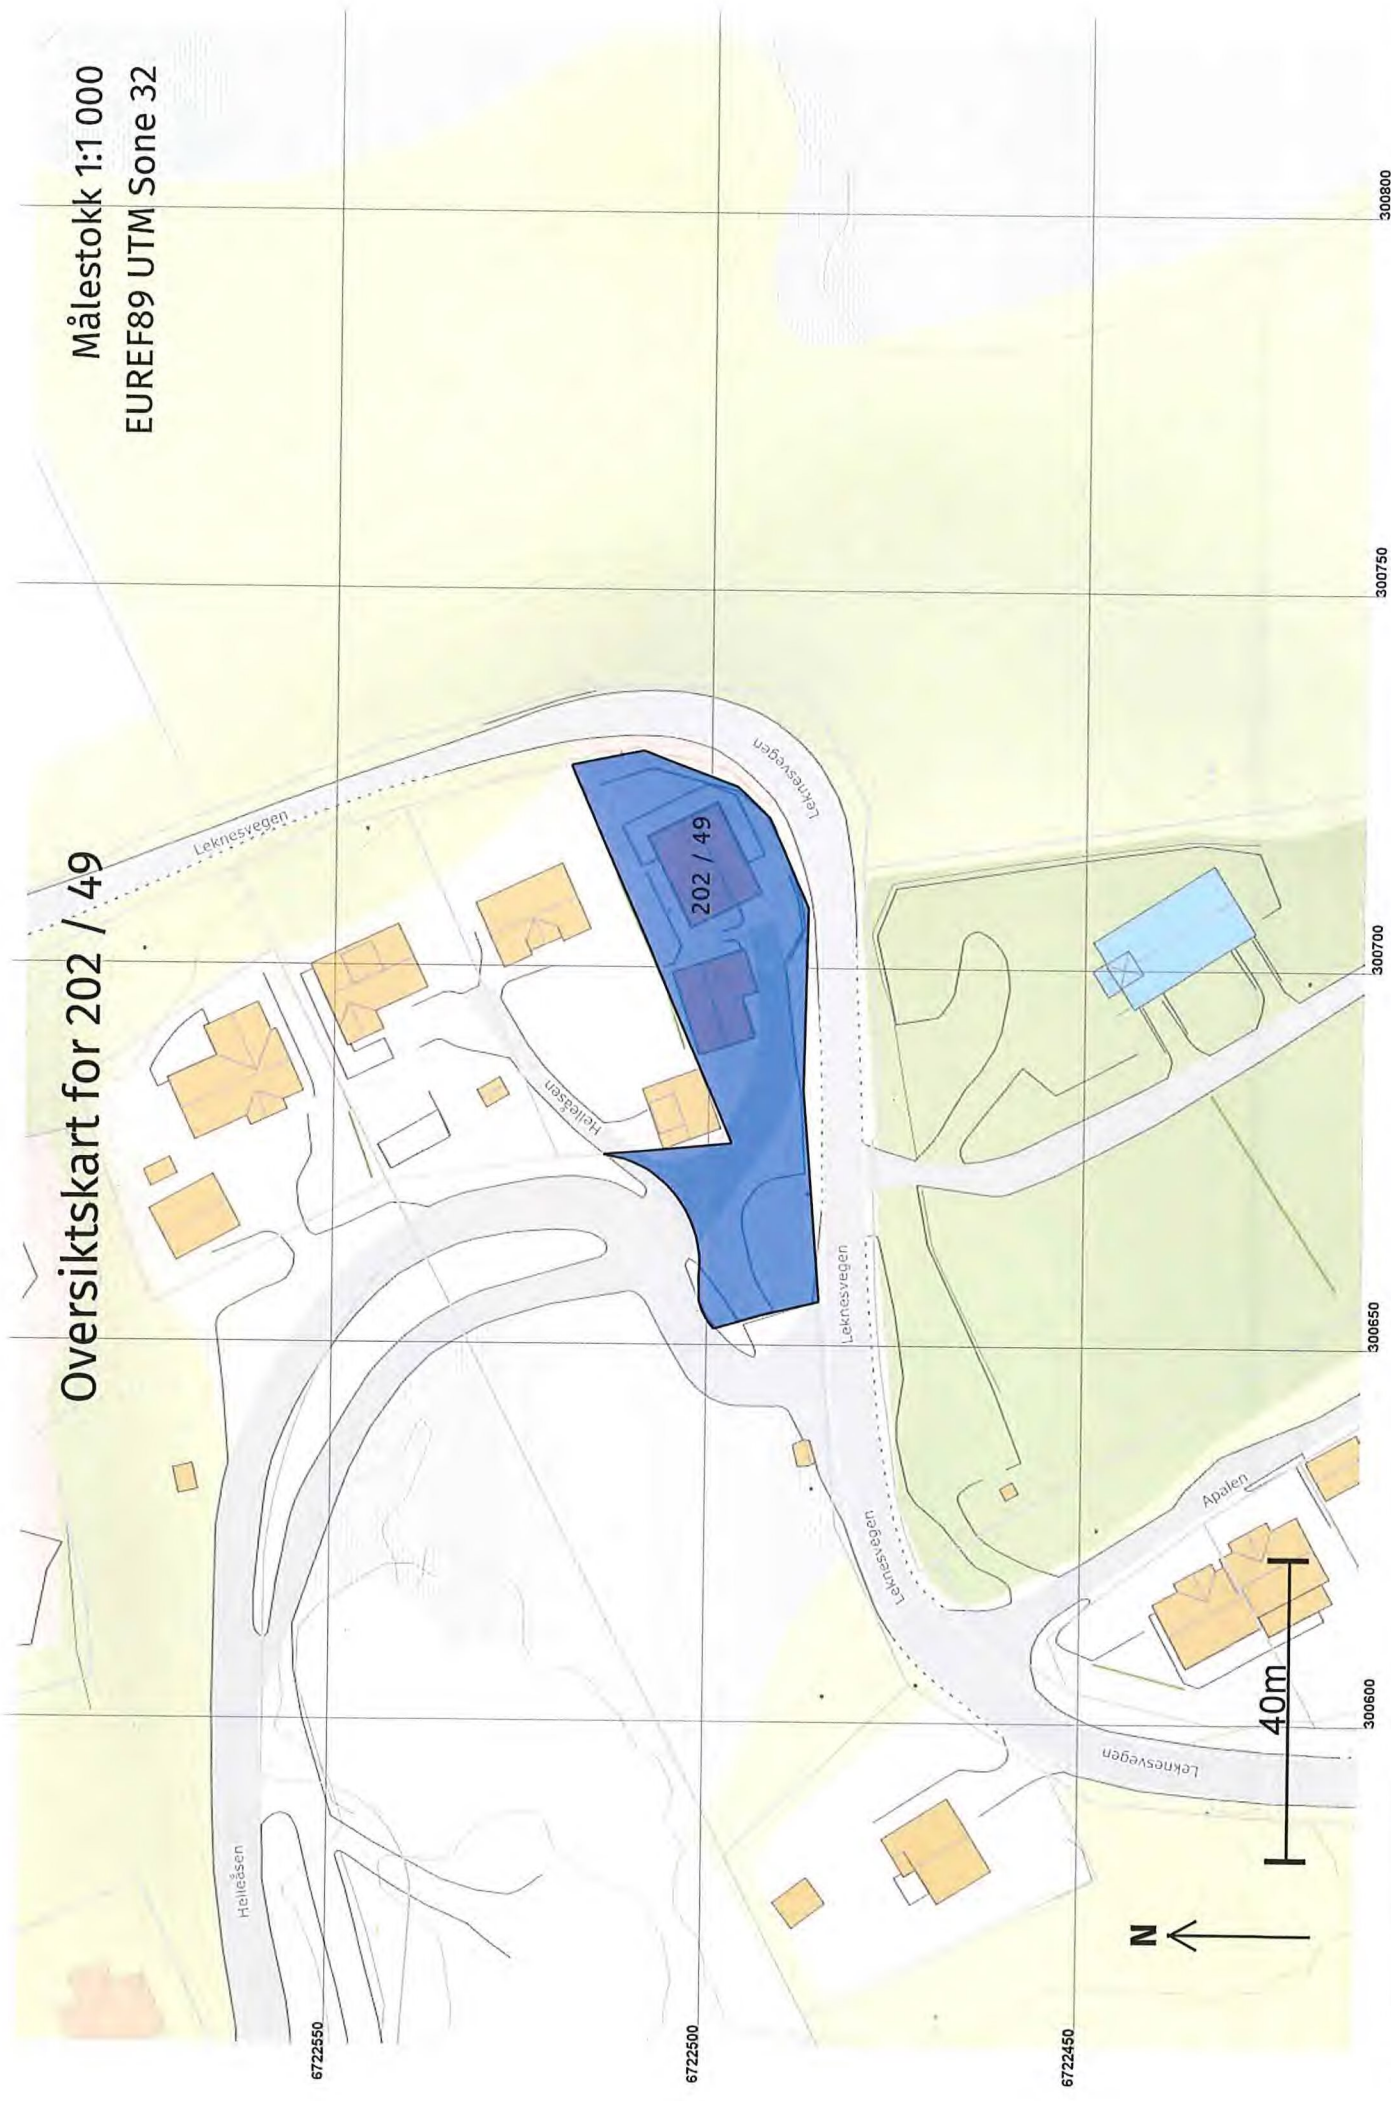 Oversiktskart for 202 / 49
Målestokk 1:1 000
EUREF89 UTM Sone 32
Leknesvegen
Helleåsen
Leknesvegen
202 / 49
Leknesvegen
Leknesvegen
Leknesvegen
Apalen
Helleåsen
Leknesvegen
40m
N
6722550
6722500
6722450
300600
300650
300700
300750
300800